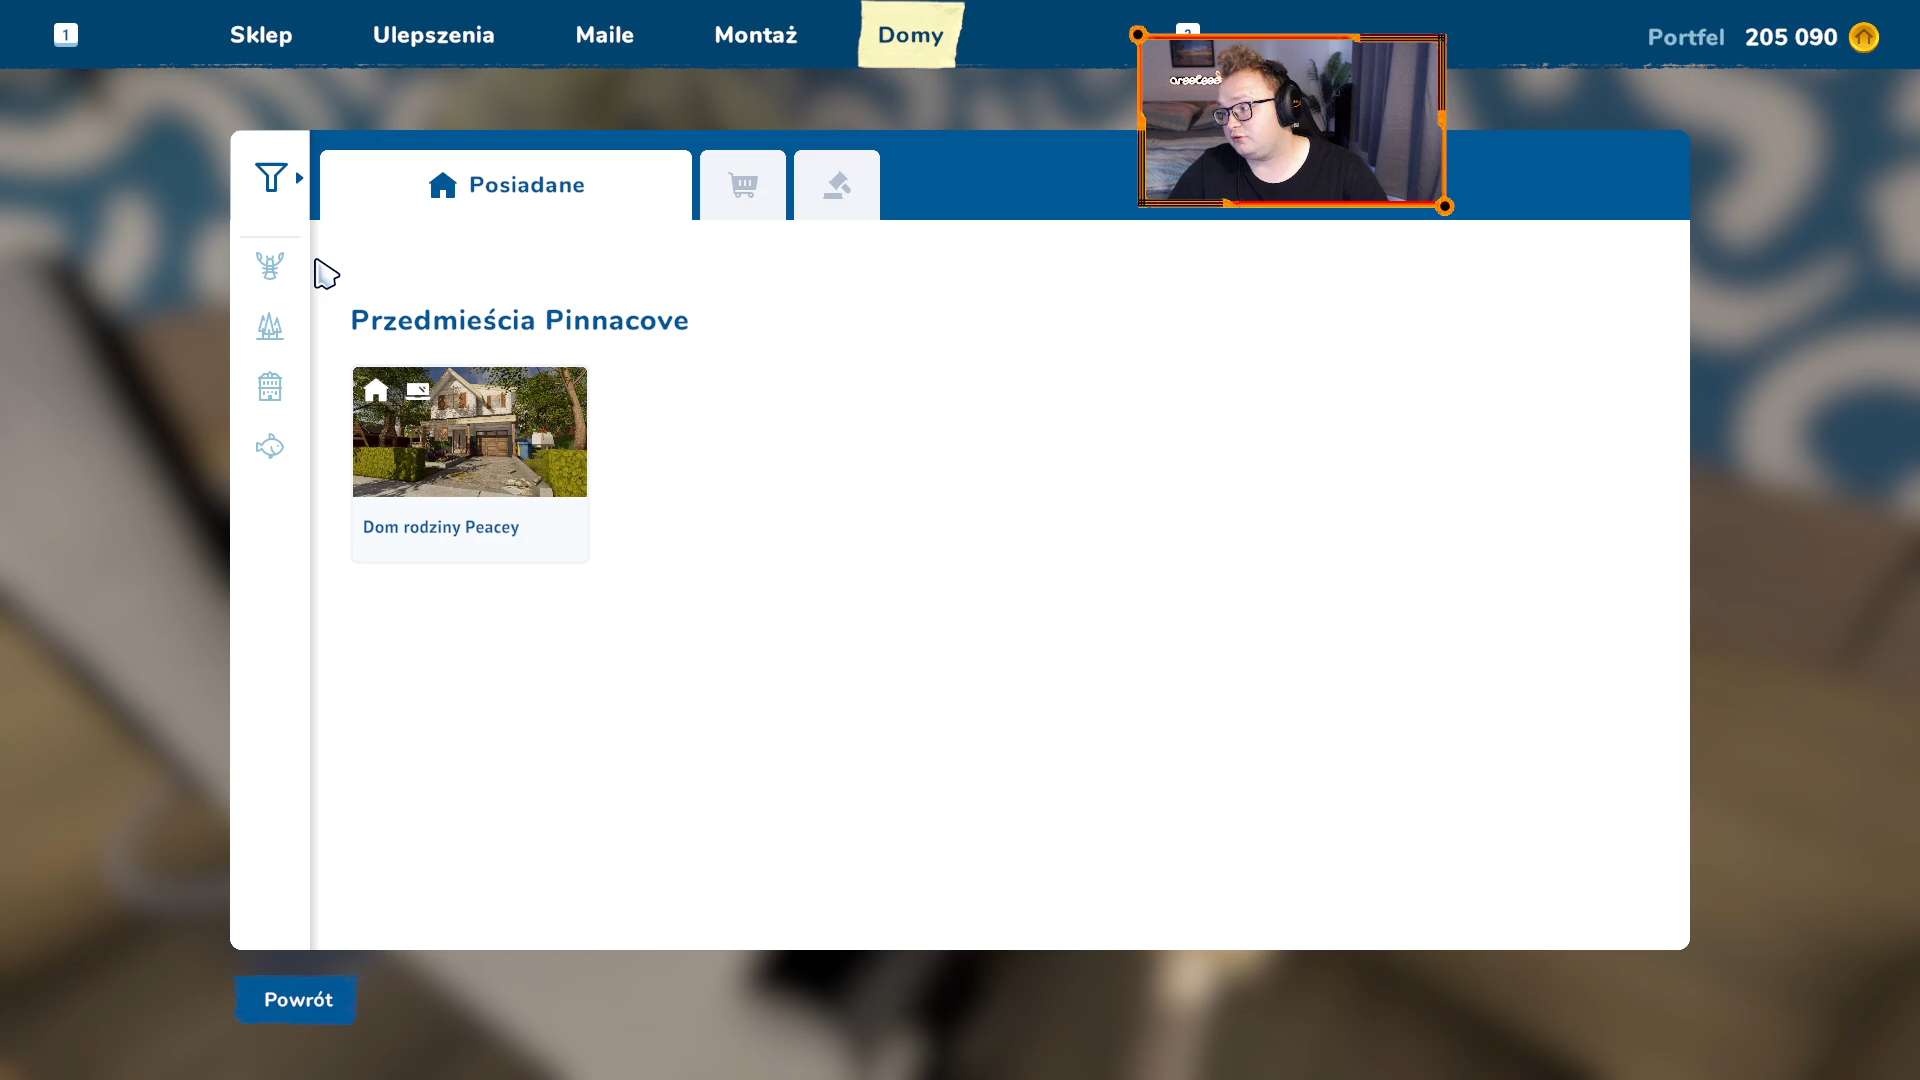 1
Sklep
Ulepszenia
Maile
Montaż
Domy
Portfel 205 090
Posiadane
Przedmieścia Pinnacove
Dom rodziny Peacey
Powrót